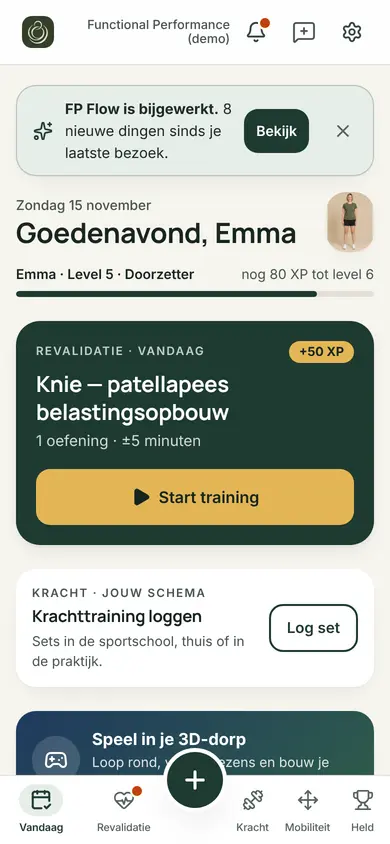 Functional Performance
(demo)
FP Flow is bijgewerkt. 8
nieuwe dingen sinds je
laatste bezoek.
Bekijk
Zondag 15 november
Goedenavond, Emma
Emma · Level 5 · Doorzetter
nog 80 XP tot level 6
REVALIDATIE · VANDAAG
+50 XP
Knie — patellapees
belastingsopbouw
1 oefening · ±5 minuten
Start training
KRACHT · JOUW SCHEMA
Krachttraining loggen
Sets in de sportschool, thuis of in
de praktijk.
Log set
Speel in je 3D-dorp
Loop rond, ezens en bouw je
Vandaag
Revalidatie
Kracht
Mobiliteit
Held